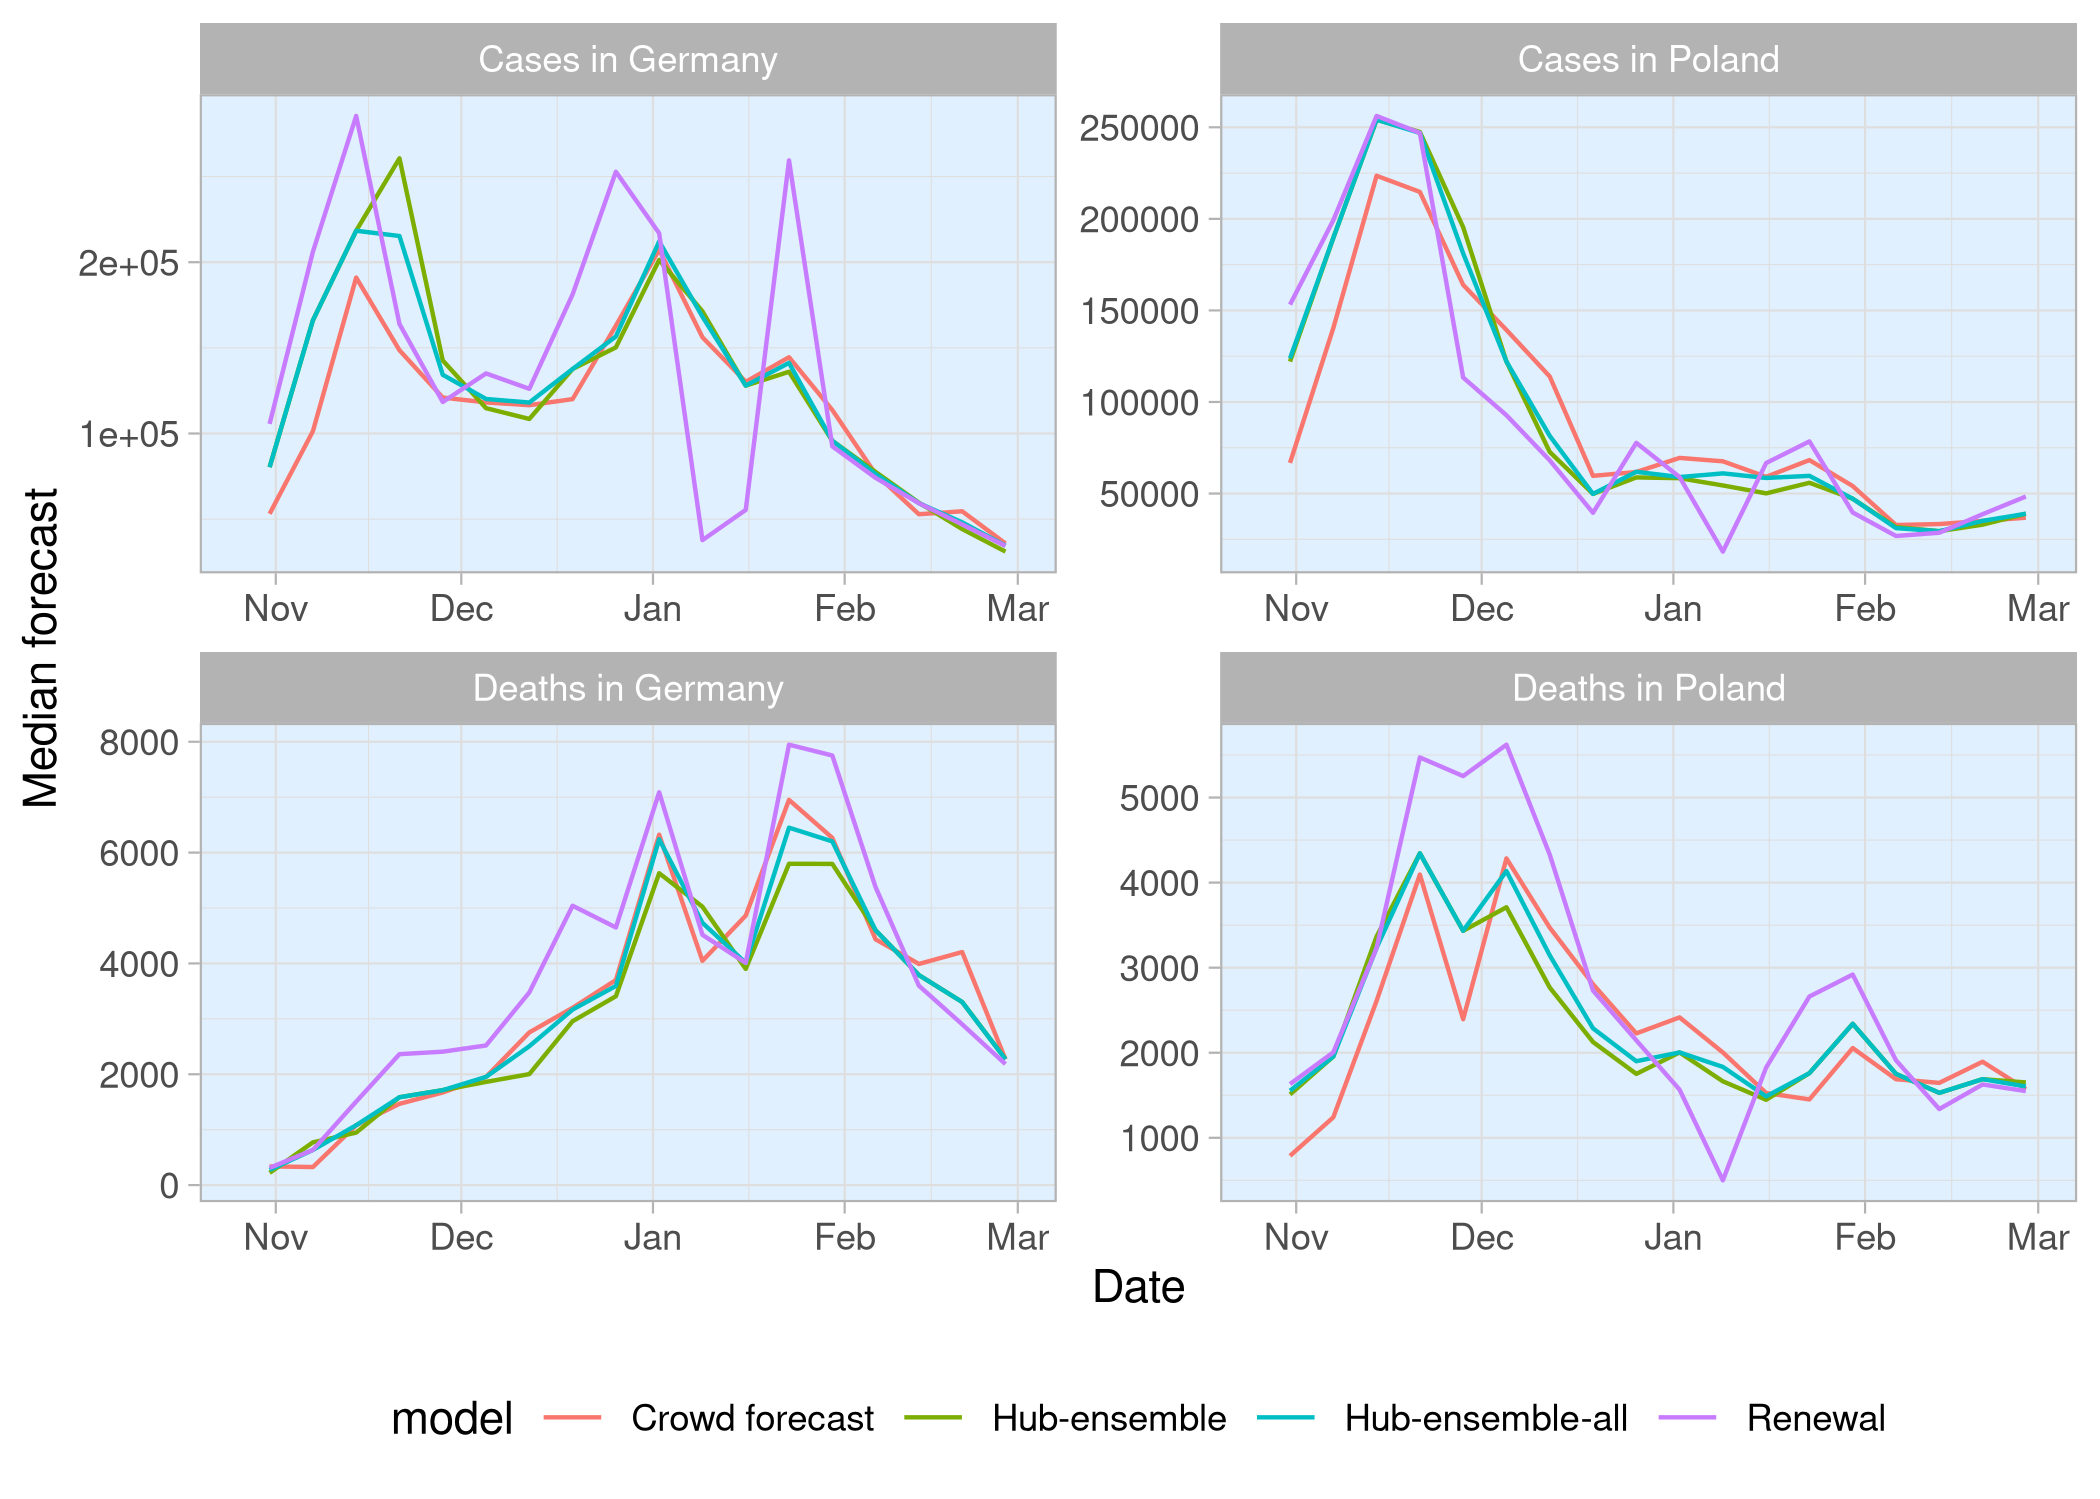 Cases in Germany
Cases in Poland
2e+05
1e+05
250000
200000
150000
100000
50000
Nov Dec Jan Feb Mar
Nov Dec Jan Feb Mar
Median forecast
Deaths in Germany
Deaths in Poland
8000
6000
4000
2000
0
5000
4000
3000
2000
1000
Nov Dec Jan Feb Mar
Nov Dec Jan Feb Mar
Date
model Crowd forecast Hub-ensemble Hub-ensemble-all Renewal